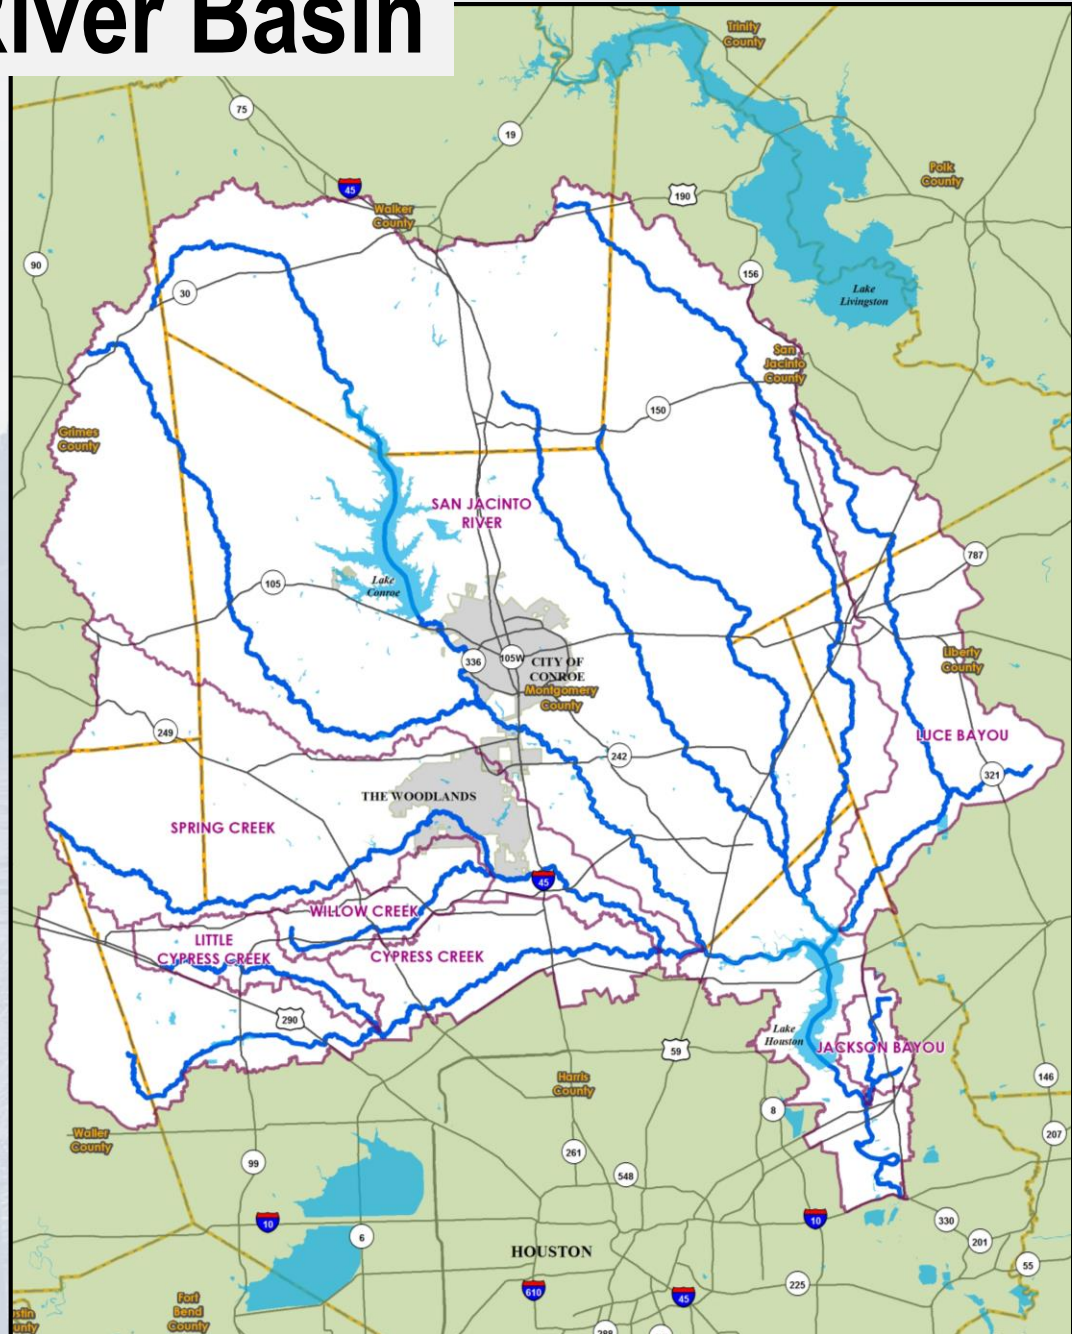 River Basin
Trinity
County
75
19
Polk
County
45
190
Walker
County
90
156
30
Lake
Livingston
San
Jacinto
County
150
Grimes
County
SAN JACINTO
RIVER
787
105
Lake
Conroe
336
105W
CITY OF
CONROE
Montgomery
County
Liberty
County
249
LUCE BAYOU
242
321
THE WOODLANDS
SPRING CREEK
45
WILLOW CREEK
LITTLE
CYPRESS CREEK
CYPRESS CREEK
290
Lake
Houston
59
JACKSON BAYOU
146
Harris
County
8
207
Waller
County
261
99
548
10
10
6
330
201
HOUSTON
55
610
45
225
Fort
Bend
County
288